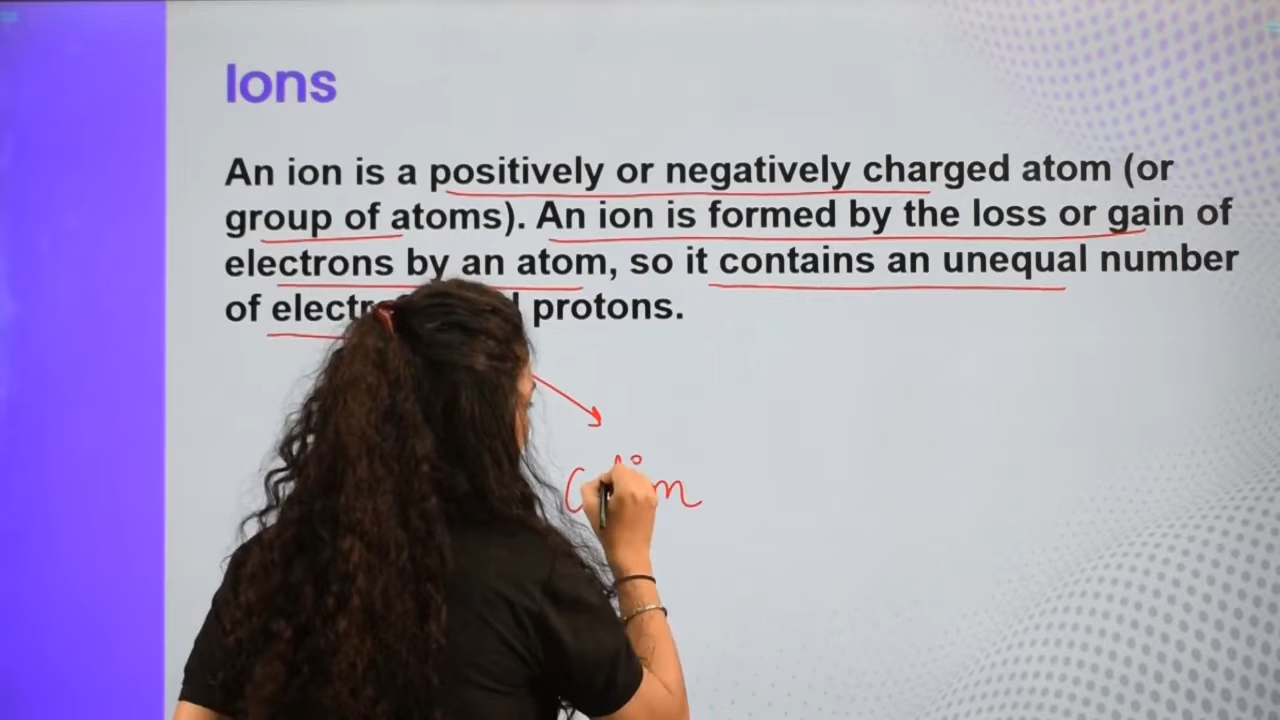 Ions
An ion is a positively or negatively charged atom (or
group of atoms). An ion is formed by the loss or gain of
electrons by an atom, so it contains an unequal number
of protons.